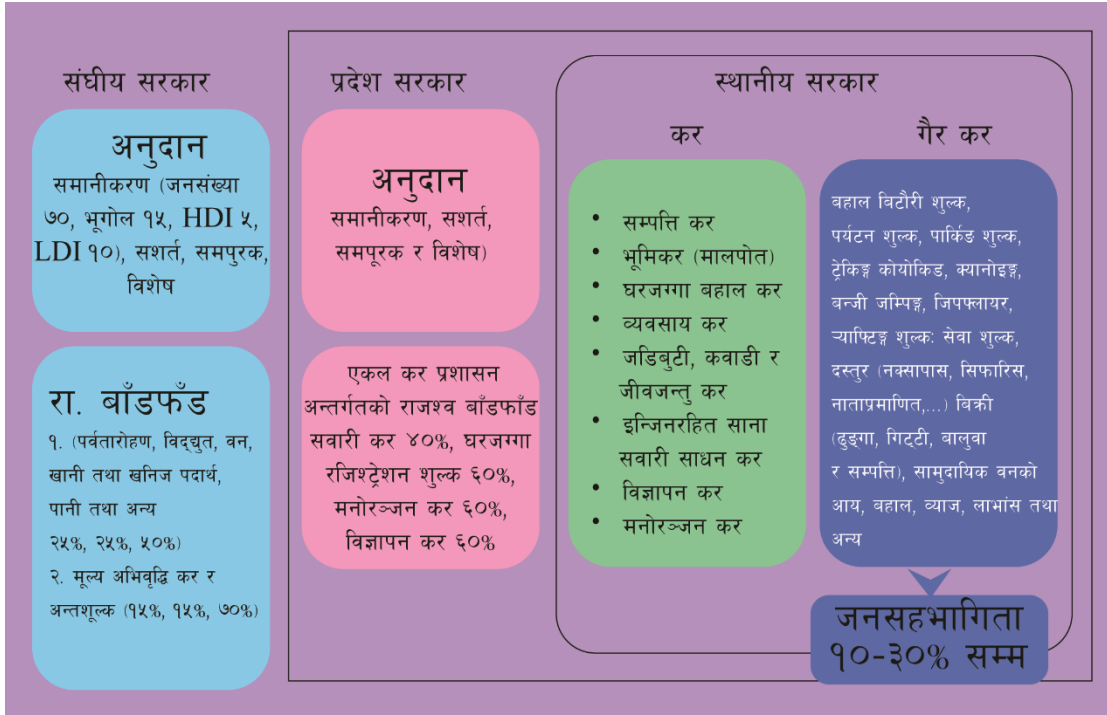 संघीय सरकार
अनुदान
समानीकरण (जनसंख्या
७०, भूगोल १५, HDI ५,
LDI १०), सशर्त, समपुरक,
विशेष
रा. बाँडफँड
१. (पर्वतारोहण, विद्युत, वन,
खानी तथा खनिज पदार्थ,
पानी तथा अन्य
२५%, २५%, ५०%)
२. मूल्य अभिवृद्धि कर र
अन्तशूल्क (१५%, १५%, ७०%)
प्रदेश सरकार
अनुदान
समानीकरण, सशर्त,
समपूरक र विशेष)
एकल कर प्रशासन
अन्तर्गतको राजश्व बाँडफाँड
सवारी कर ४०%, घरजग्गा
रजिश्ट्रेशन शुल्क ६०%,
मनोरञ्जन कर ६०%,
विज्ञापन कर ६०%
स्थानीय सरकार
कर
• सम्पत्ति कर
• भूमिकर (मालपोत)
• घरजग्गा बहाल कर
• व्यवसाय कर
• जडिबुटी, कवाडी र
जीवजन्तु कर
• इन्जिनरहित साना
सवारी साधन कर
• विज्ञापन कर
• मनोरञ्जन कर
गैर कर
बहाल विटौरी शुल्क,
पर्यटन शुल्क, पार्किङ शुल्क,
ट्रेकिङ्ग कोयोकिड, क्यानोइङ्ग,
बन्जी जम्पिङ्ग, जिपफ्लायर,
र्‍याफ्टिङ्ग शुल्कः सेवा शुल्क,
दस्तुर (नक्सापास, सिफारिस,
नाताप्रमाणित,...) बिक्री
(ढुङ्गा, गिट्टी, बालुवा
र सम्पत्ति), सामुदायिक वनको
आय, बहाल, व्याज, लाभांस तथा
अन्य
जनसहभागिता
१०-३०% सम्म